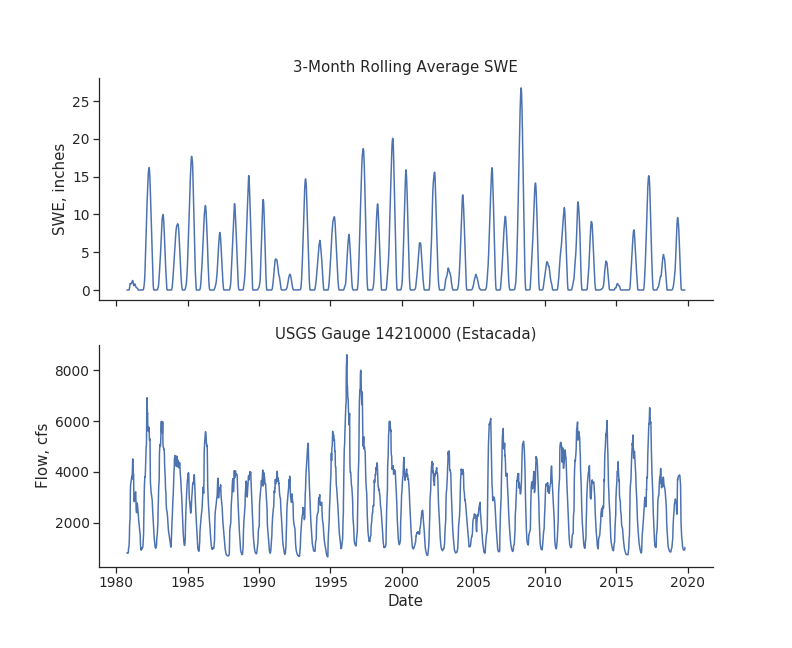 3-Month Rolling Average SWE
25
20
15
10
5
0
SWE, inches
USGS Gauge 14210000 (Estacada)
8000
6000
4000
2000
Flow, cfs
1980 1985 1990 1995 2000 2005 2010 2015 2020
Date